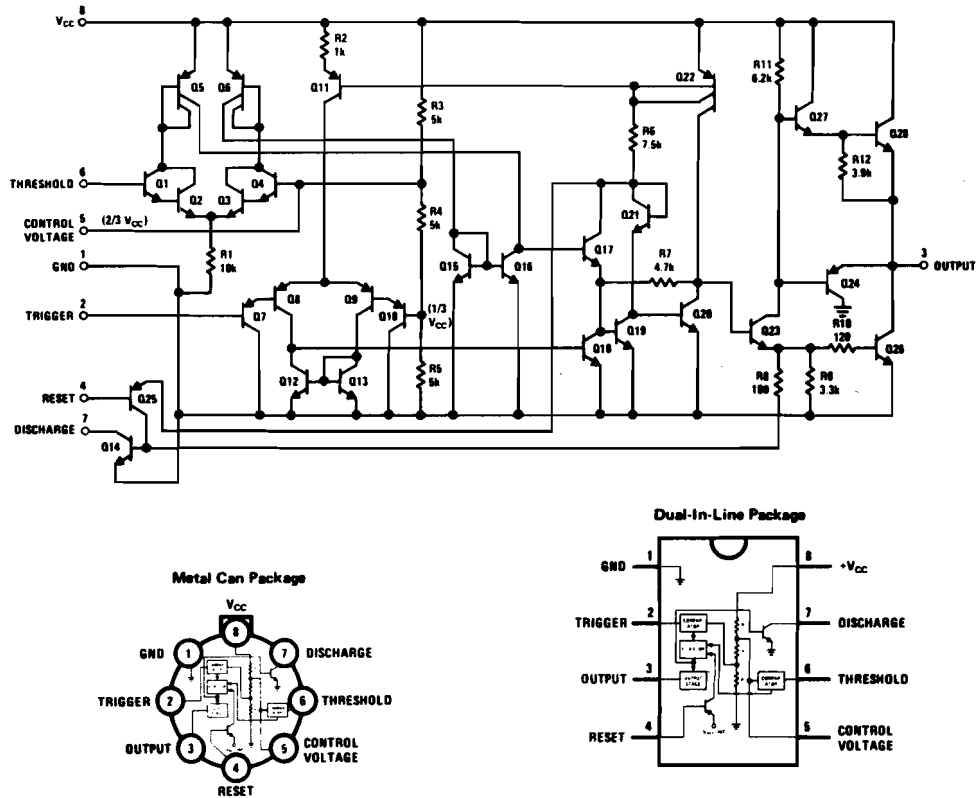 8
V_CC
R2
1k
Q11
Q22
R11
6.2k
Q5
Q6
R3
5k
Q27
Q28
R6
7.5k
R12
3.9k
6
THRESHOLD
Q1
Q2
Q3
Q4
5
CONTROL VOLTAGE
(2/3 V_CC)
R4
5k
Q21
1
GND
R1
10k
Q15
Q16
Q17
R7
4.7k
3
OUTPUT
Q24
2
TRIGGER
Q7
Q8
Q9
Q10
(1/3 V_CC)
Q18
Q19
Q20
Q23
R10
120
Q26
R5
5k
R8
100
R9
3.3k
Q12
Q13
4
RESET
Q25
7
DISCHARGE
Q14
Metal Can Package
V_CC
8
GND
1
7
DISCHARGE
TRIGGER
2
6
THRESHOLD
OUTPUT
3
5
CONTROL VOLTAGE
4
RESET
Dual-In-Line Package
GND
1
8
+V_CC
TRIGGER
2
7
DISCHARGE
OUTPUT
3
6
THRESHOLD
RESET
4
5
CONTROL VOLTAGE